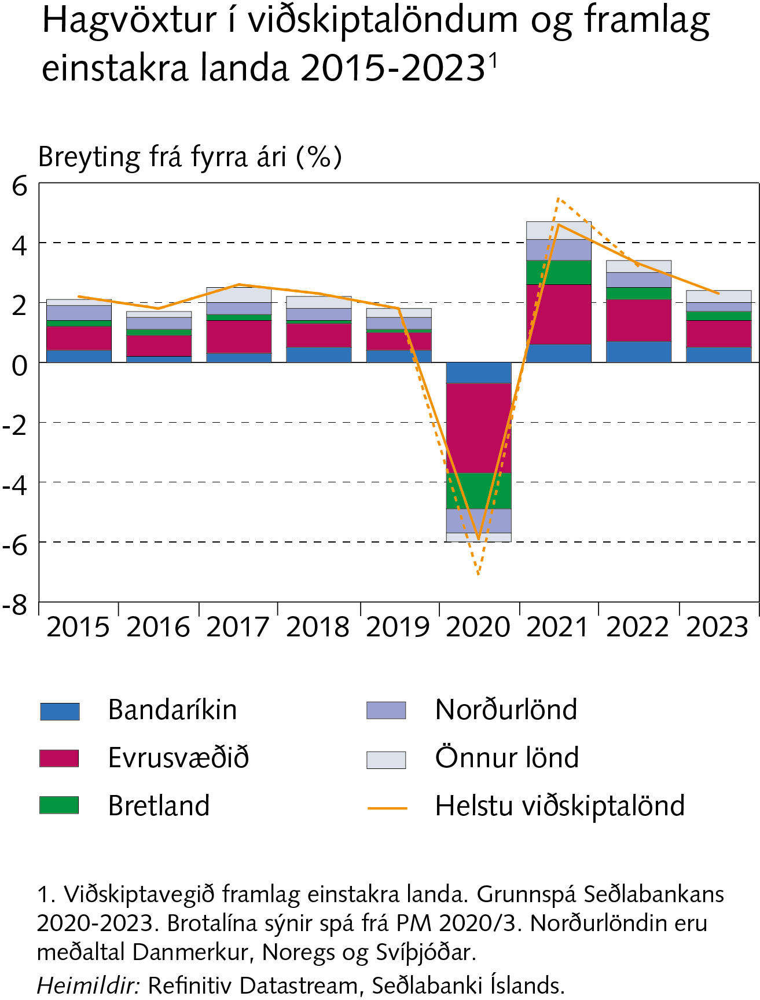 Hagvöxtur í viðskiptalöndum og framlag
einstakra landa 2015-2023¹
Breyting frá fyrra ári (%)
6
4
2
0
-2
-4
-6
-8
2015 2016 2017 2018 2019 2020 2021 2022 2023
Bandaríkin
Evrusvæðið
Bretland
Norðurlönd
Önnur lönd
Helstu viðskiptalönd
1. Viðskiptavegið framlag einstakra landa. Grunnspá Seðlabankans
2020-2023. Brotalína sýnir spá frá PM 2020/3. Norðurlöndin eru
meðaltal Danmerkur, Noregs og Svíþjóðar.
Heimildir: Refinitiv Datastream, Seðlabanki Íslands.